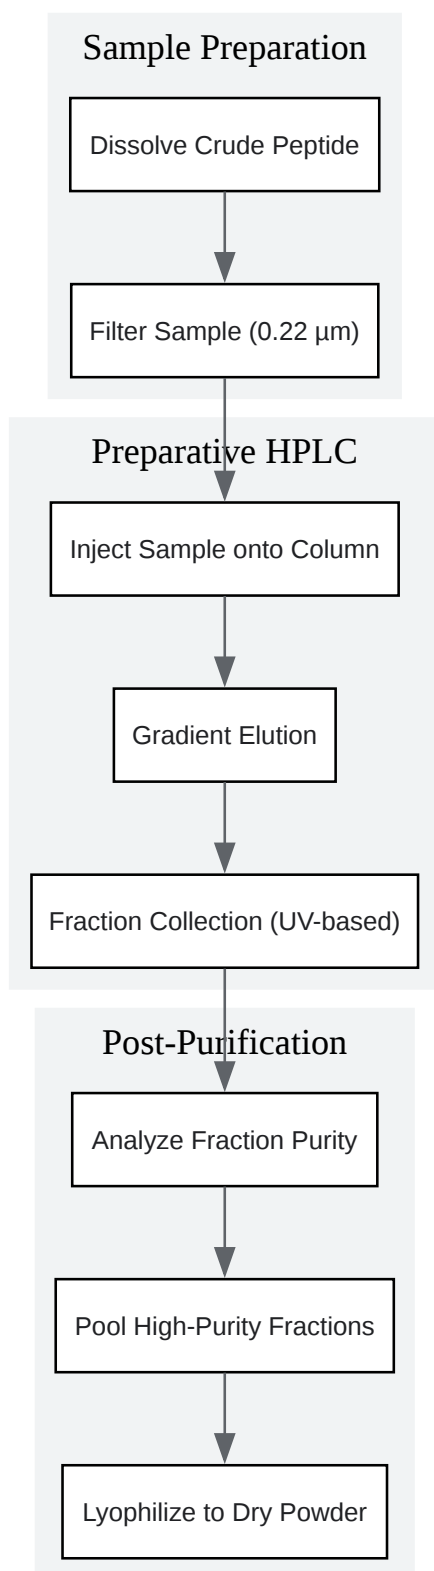 Sample Preparation
Dissolve Crude Peptide
Filter Sample (0.22 µm)
Preparative HPLC
Inject Sample onto Column
Gradient Elution
Fraction Collection (UV-based)
Post-Purification
Analyze Fraction Purity
Pool High-Purity Fractions
Lyophilize to Dry Powder